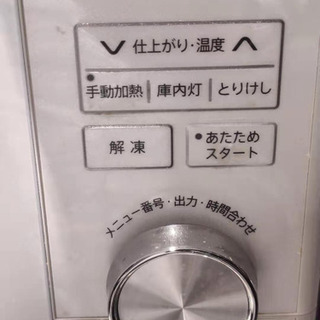 仕上がり・温度
手動加熱 庫内灯 とりけし
解凍 あたため
スタート
メニュー番号・出力・時間合わせ